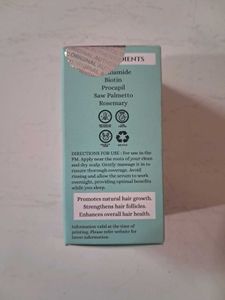 ORIGINAL
Biotin
Procapil
Saw Palmetto
Rosemary
DIRECTIONS FOR USE : For use in the
PM. Apply near the roots of your clean
and dry scalp. Gently massage it in to
ensure thorough coverage. Avoid
rinsing and allow the serum to work
overnight, providing optimal benefits
while you sleep.
Promotes natural hair growth.
Strengthens hair follicles.
Enhances overall hair health.
Information valid at the time of
printing. Please refer website for
latest information.